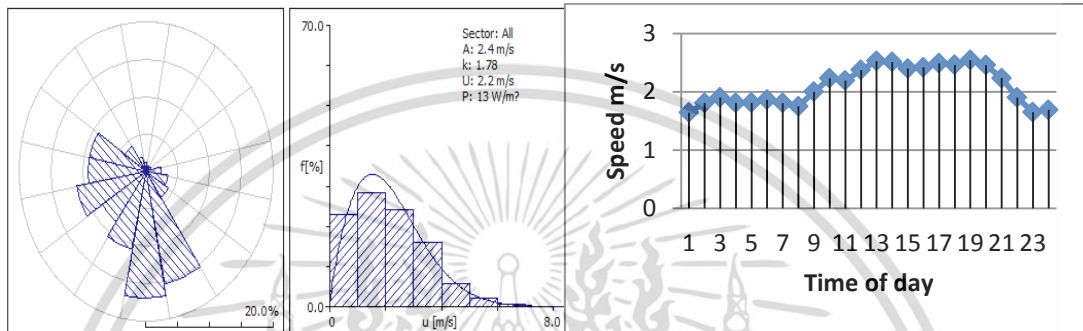 20.0%
70.0
Sector: All
A: 2.4 m/s
k: 1.78
U: 2.2 m/s
P: 13 W/m?
f[%]
0.0
0
u [m/s]
8.0
Speed m/s
3
2
1
0
1 3 5 7 9 11 13 15 17 19 21 23
Time of day